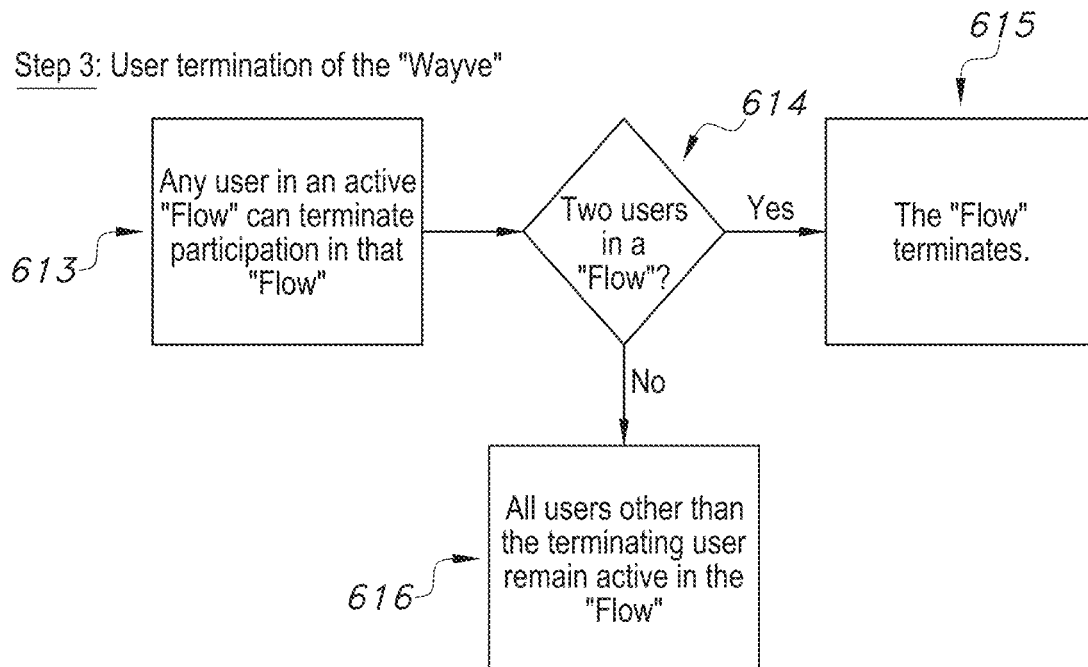 615
Step 3: User termination of the "Wayve"
614
Any user in an active
"Flow" can terminate
participation in that
"Flow"
613
Two users
in a
"Flow"?
Yes
The "Flow"
terminates.
No
All users other than
the terminating user
remain active in the
"Flow"
616